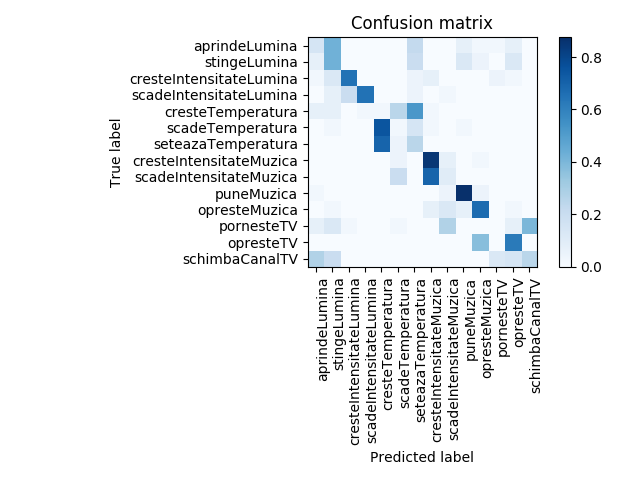 Confusion matrix
True label
aprindeLumina
stingeLumina
cresteIntensitateLumina
scadeIntensitateLumina
cresteTemperatura
scadeTemperatura
seteazaTemperatura
cresteIntensitateMuzica
scadeIntensitateMuzica
puneMuzica
opresteMuzica
pornesteTV
opresteTV
schimbaCanalTV
0.8
0.6
0.4
0.2
0.0
aprindeLumina
stingeLumina
cresteIntensitateLumina
scadeIntensitateLumina
cresteTemperatura
scadeTemperatura
seteazaTemperatura
cresteIntensitateMuzica
scadeIntensitateMuzica
puneMuzica
opresteMuzica
pornesteTV
opresteTV
schimbaCanalTV
Predicted label